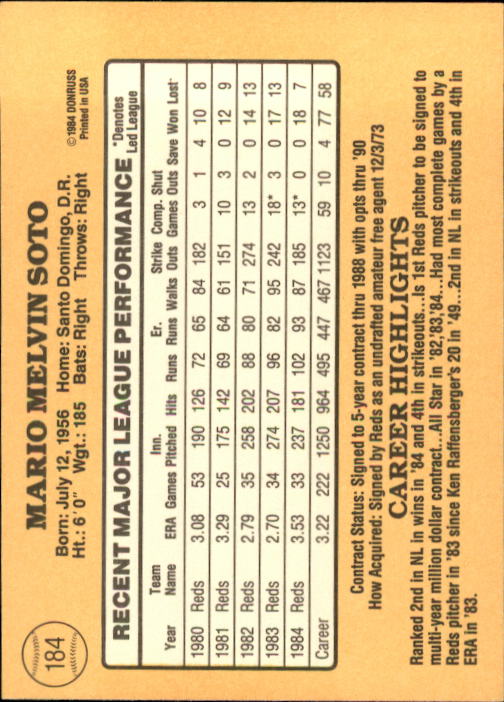 184
MARIO MELVIN SOTO
©1984 DONRUSS
Printed in USA
Born: July 12, 1956 Home: Santo Domingo, D.R.
Ht.: 6'0" Wgt.: 185 Bats: Right Throws: Right
RECENT MAJOR LEAGUE PERFORMANCE *Denotes Led League
Year Team Name ERA Games Inn. Pitched Hits Runs Er. Runs Walks Strike Outs Comp. Games Shut Outs Save Won Lost
1980 Reds 3.08 53 190 126 72 65 84 182 3 1 4 10 8
1981 Reds 3.29 25 175 142 69 64 61 151 10 3 0 12 9
1982 Reds 2.79 35 258 202 88 80 71 274 13 2 0 14 13
1983 Reds 2.70 34 274 207 96 82 95 242 18* 3 0 17 13
1984 Reds 3.53 33 237 181 102 93 87 185 13* 0 0 18 7
Career 3.22 222 1250 964 495 447 467 1123 59 10 4 77 58
Contract Status: Signed to 5-year contract thru 1988 with opts thru '90
How Acquired: Signed by Reds as an undrafted amateur free agent 12/3/73
CAREER HIGHLIGHTS
Ranked 2nd in NL in wins in '84 and 4th in strikeouts...Is 1st Reds pitcher to be signed to
multi-year million dollar contract...All Star in '82,'83,'84...Had most complete games by a
Reds pitcher in '83 since Ken Raffensberger's 20 in '49...2nd in NL in strikeouts and 4th in
ERA in '83.